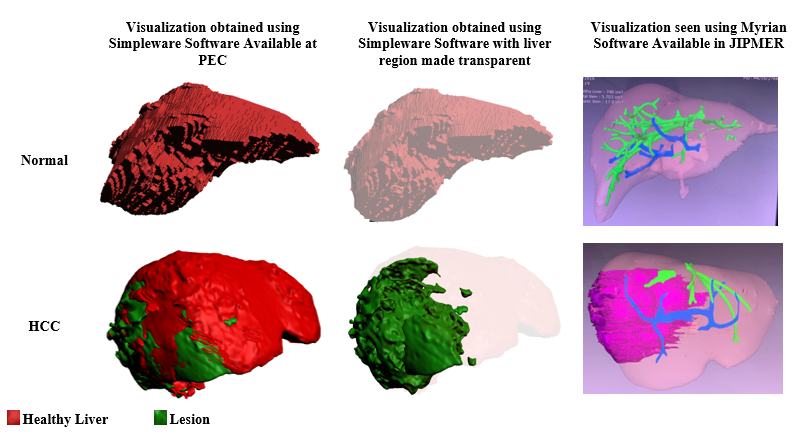 Visualization obtained using
Simpleware Software Available at
PEC
Visualization obtained using
Simpleware Software with liver
region made transparent
Visualization seen using Myrian
Software Available in JIPMER
Normal
HCC
Healthy Liver
Lesion